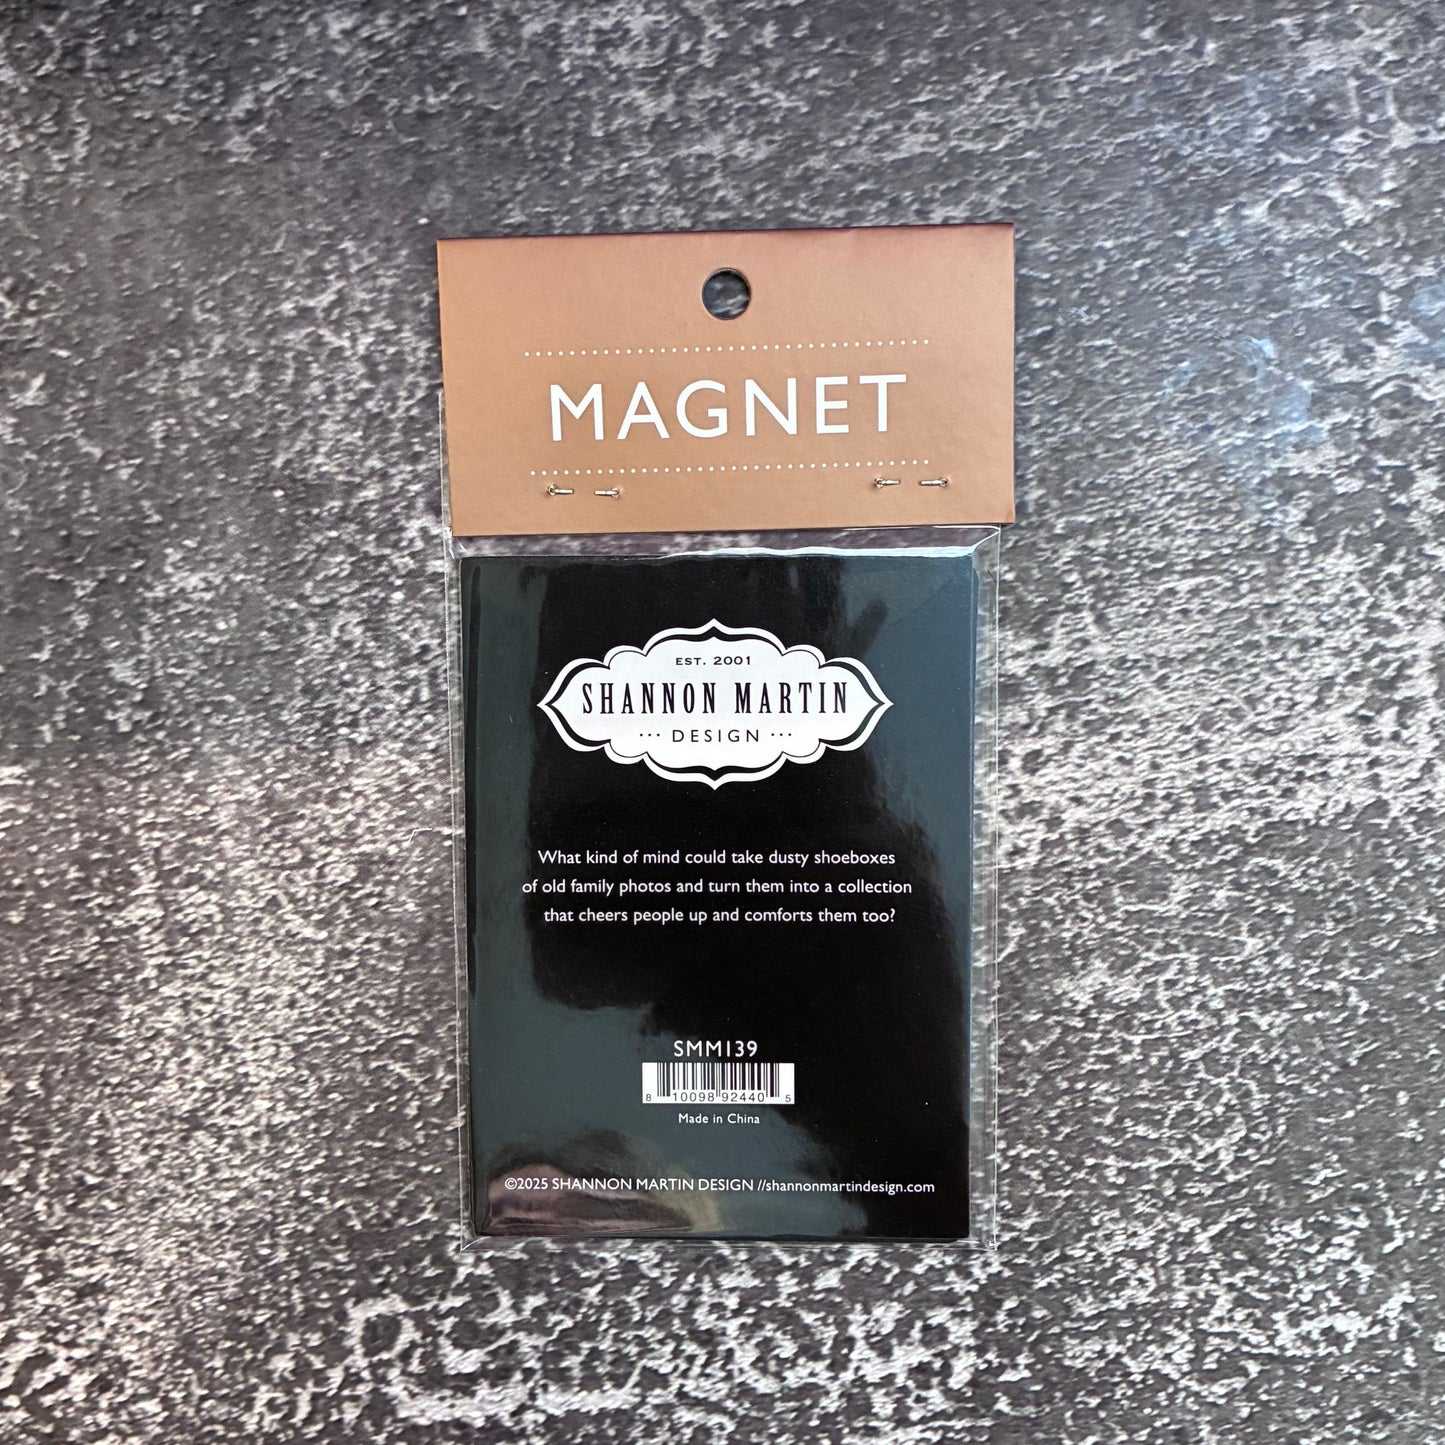 MAGNET
EST. 2001
SHANNON MARTIN
··· DESIGN ···
What kind of mind could take dusty shoeboxes
of old family photos and turn them into a collection
that cheers people up and comforts them too?
SMM139
8 10098 92440 5
Made in China
©2025 SHANNON MARTIN DESIGN //shannonmartindesign.com